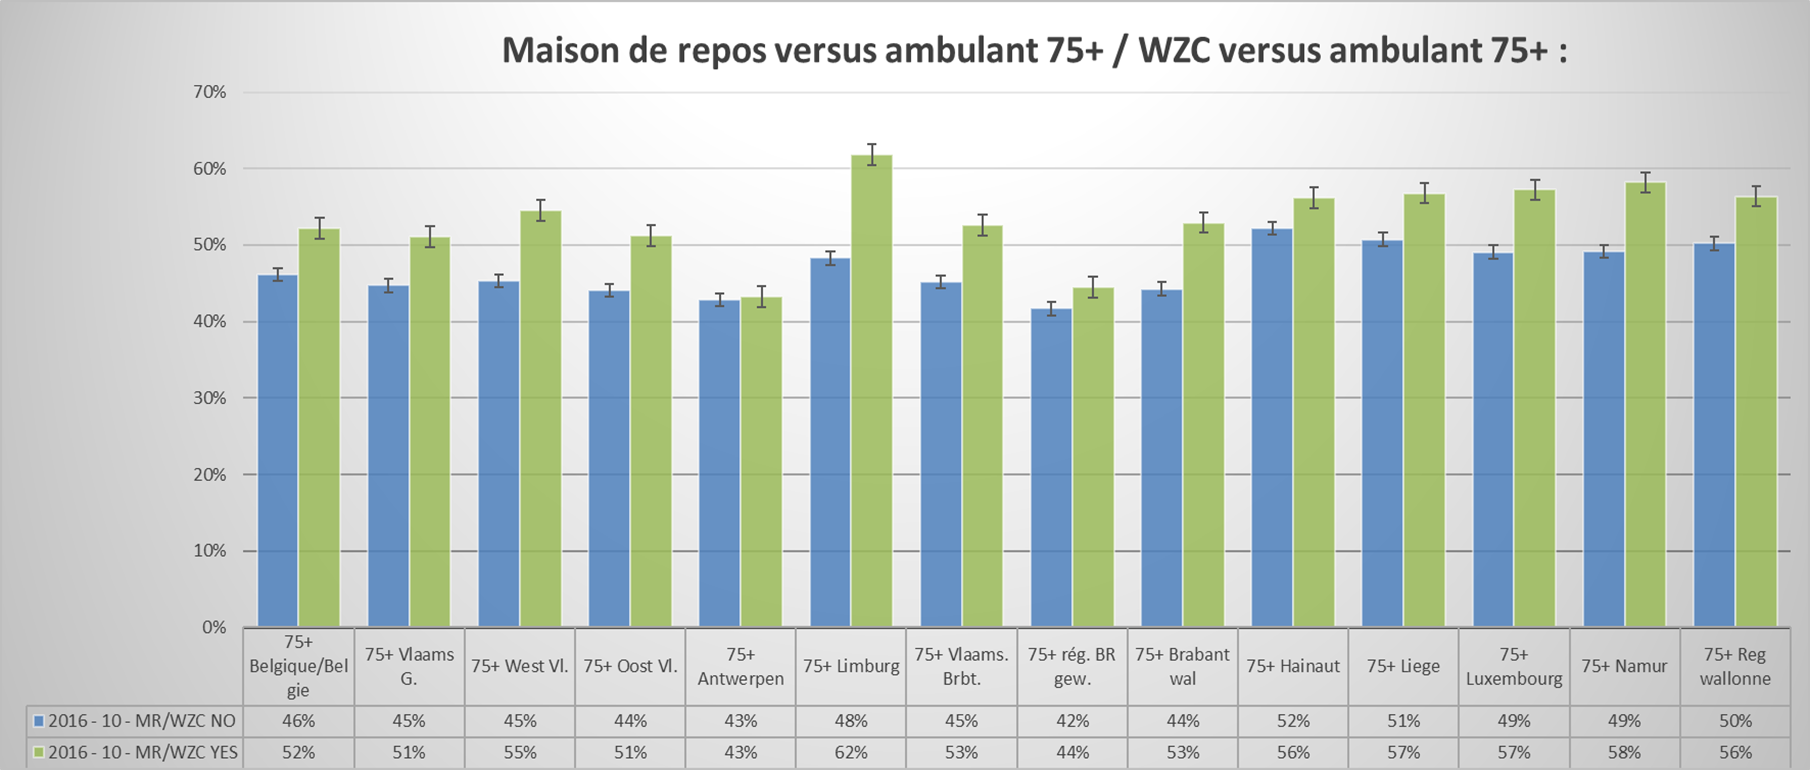 Maison de repos versus ambulant 75+ / WZC versus ambulant 75+ :
70%
60%
50%
40%
30%
20%
10%
0%
75+ Belgique/Bel gie 75+ Vlaams G. 75+ West Vl. 75+ Oost Vl. 75+ Antwerpen 75+ Limburg 75+ Vlaams. Brbt. 75+ rég. BR gew. 75+ Brabant wal 75+ Hainaut 75+ Liege 75+ Luxembourg 75+ Namur 75+ Reg wallonne
2016 - 10 - MR/WZC NO 46% 45% 45% 44% 43% 48% 45% 42% 44% 52% 51% 49% 49% 50%
2016 - 10 - MR/WZC YES 52% 51% 55% 51% 43% 62% 53% 44% 53% 56% 57% 57% 58% 56%